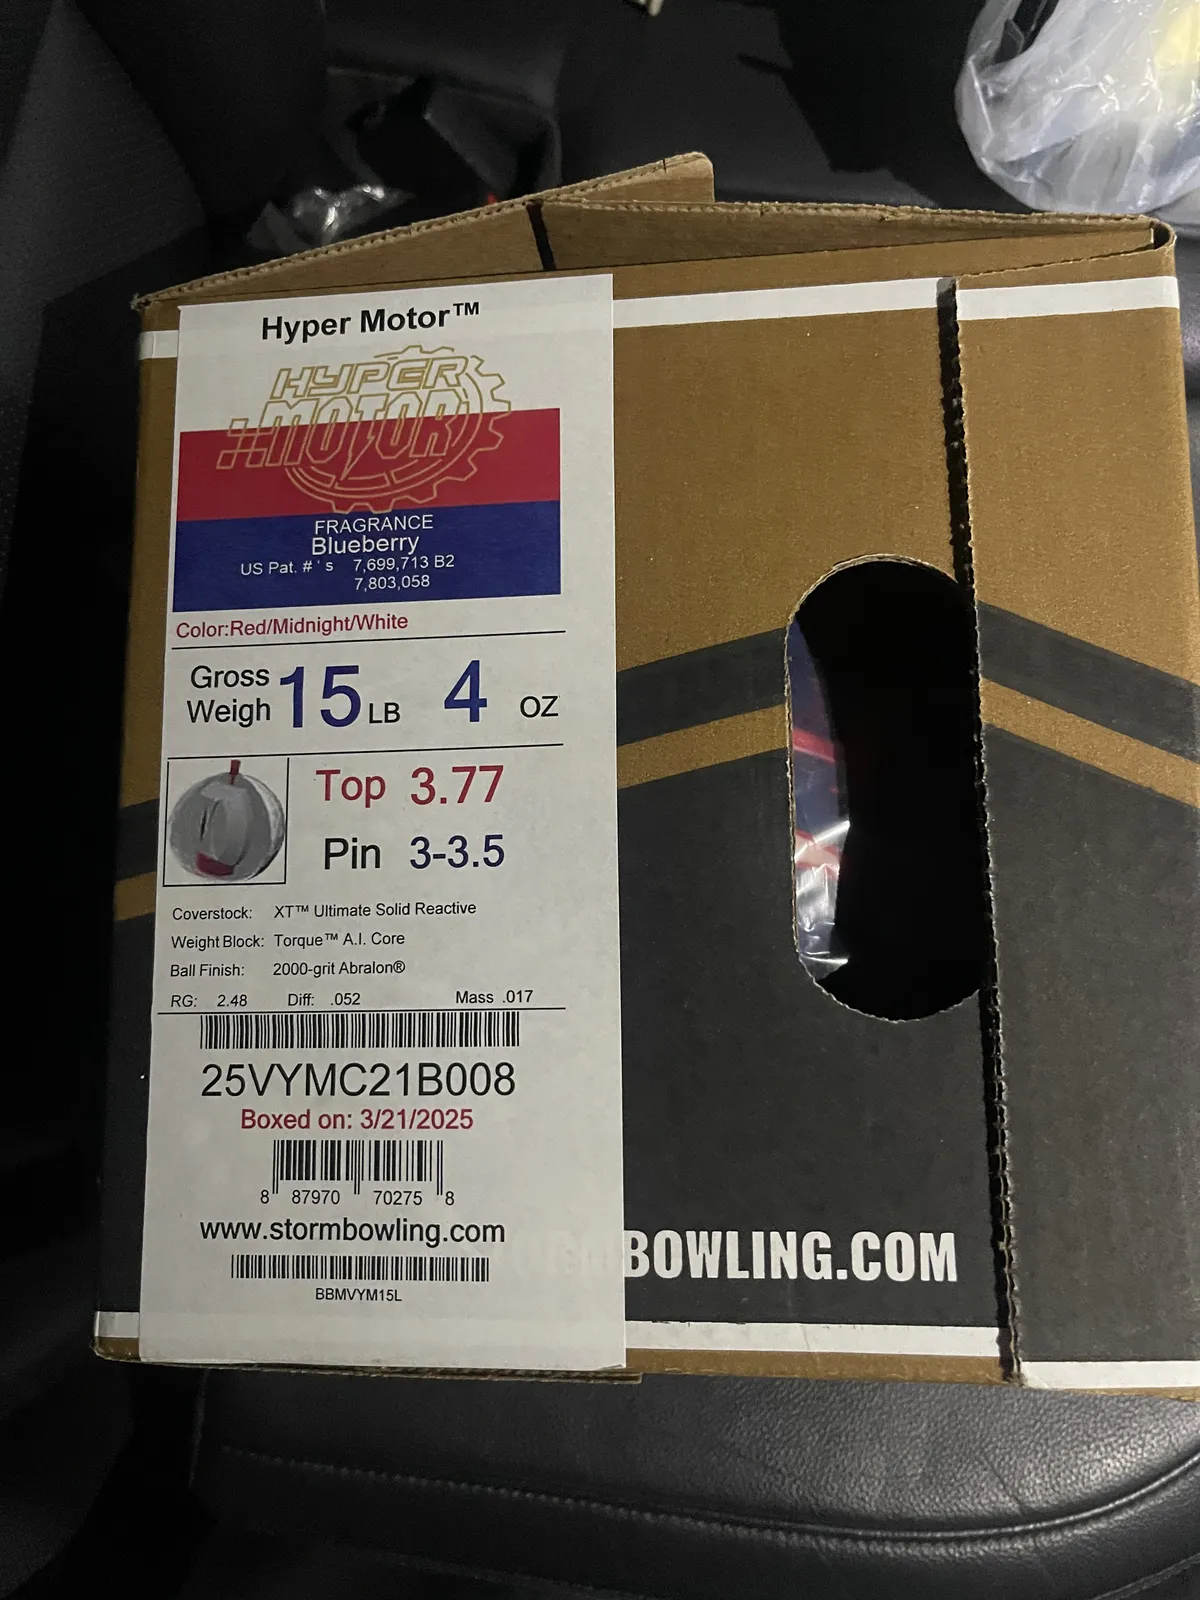 Hyper Motor™
HYPER
MOTOR
FRAGRANCE
Blueberry
US Pat. #'s 7,699,713 B2
7,803,058
Color:Red/Midnight/White
Gross
Weigh 15 LB 4 OZ
Top 3.77
Pin 3-3.5
Coverstock: XT™ Ultimate Solid Reactive
Weight Block: Torque™ A.I. Core
Ball Finish: 2000-grit Abralon®
RG: 2.48 Diff: .052 Mass .017
25VYMC21B008
Boxed on: 3/21/2025
8 87970 70275 8
www.stormbowling.com
BBMVYM15L
BOWLING.COM